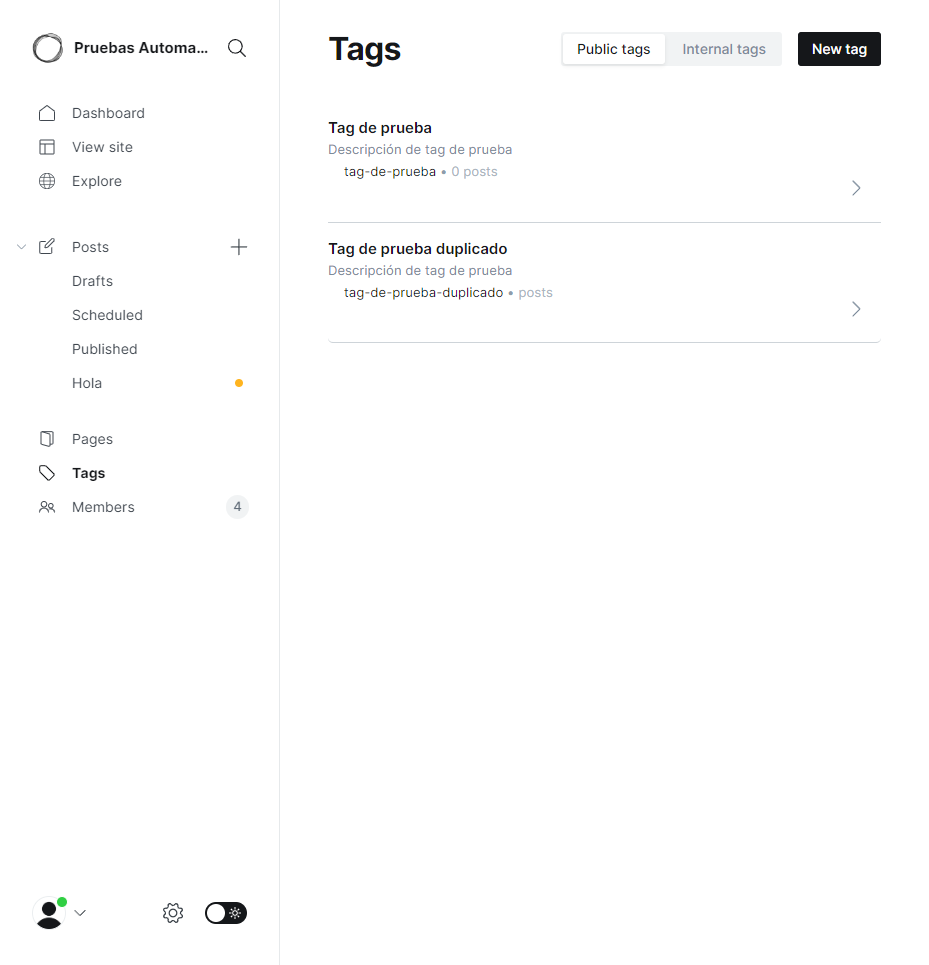 Pruebas Automa...
Dashboard
View site
Explore
Posts
Drafts
Scheduled
Published
Hola
Pages
Tags
Members 4
Tags
Public tags Internal tags New tag
Tag de prueba
Descripción de tag de prueba
tag-de-prueba • 0 posts
Tag de prueba duplicado
Descripción de tag de prueba
tag-de-prueba-duplicado • posts